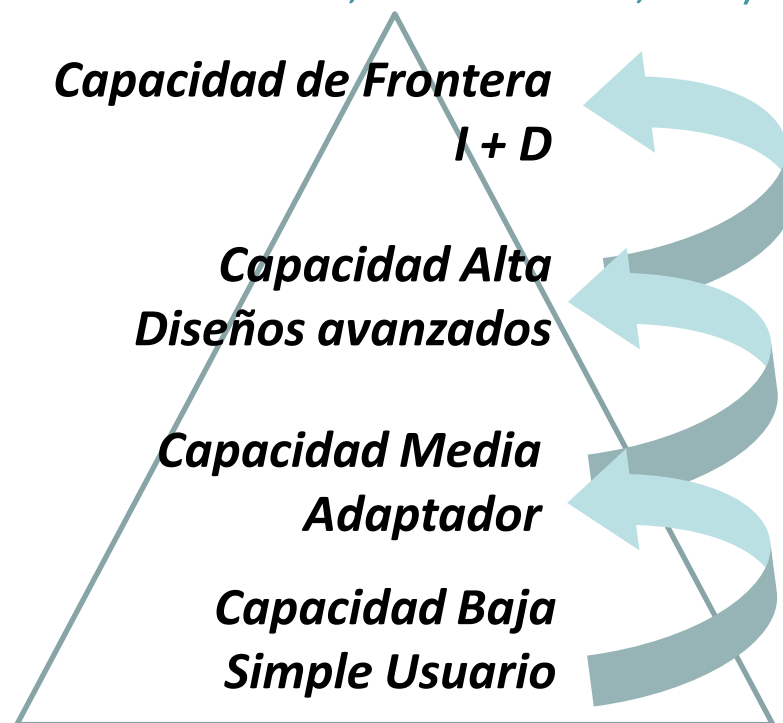 Capacidad de Frontera
I + D
Capacidad Alta
Diseños avanzados
Capacidad Media
Adaptador
Capacidad Baja
Simple Usuario